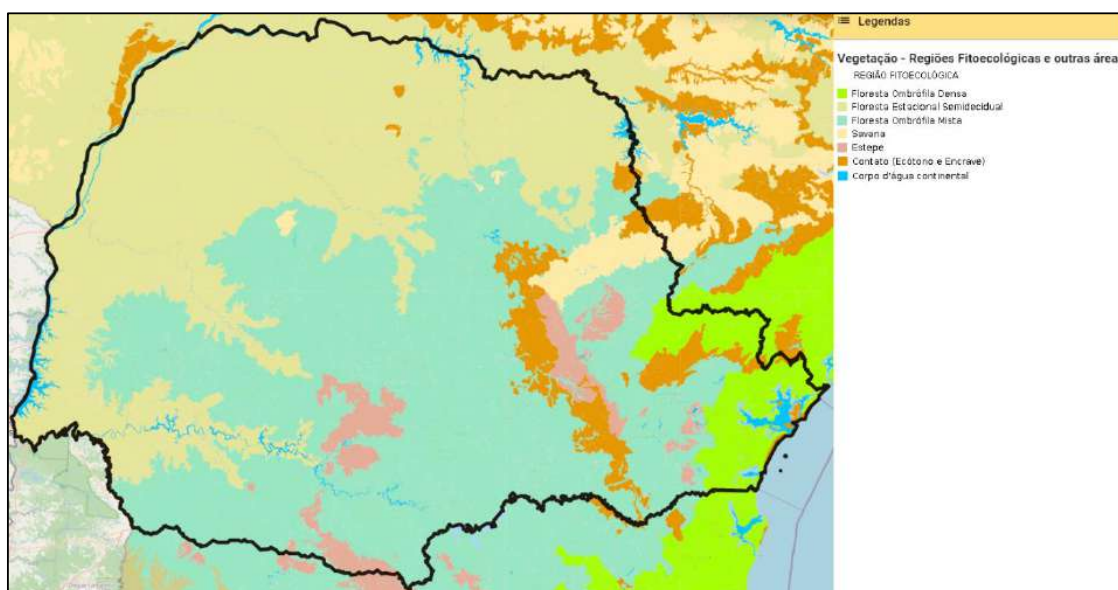 Legendas
Vegetação - Regiões Fitoecológicas e outras área
REGIÃO FITOECOLÓGICA
Floresta Ombrófila Densa
Floresta Estacional Semidecidual
Floresta Ombrófila Mista
Savana
Estepe
Contato (Ecótono e Encrave)
Corpo d'água continental